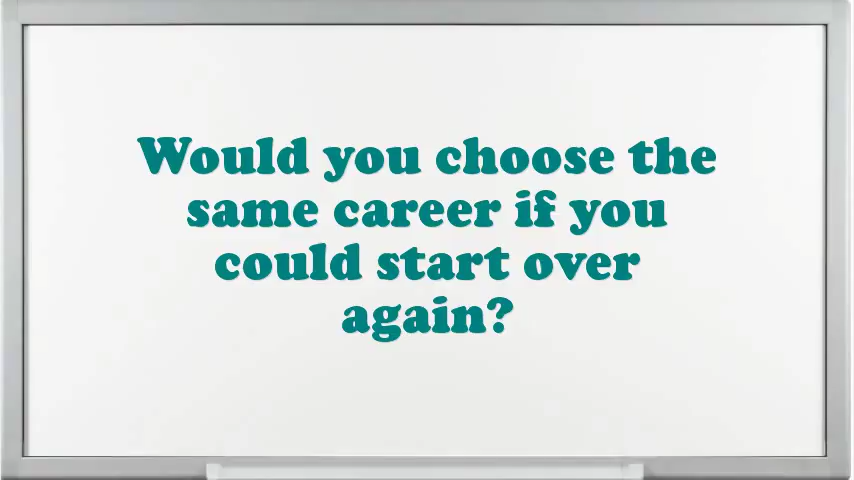 Would you choose the
same career if you
could start over
again?